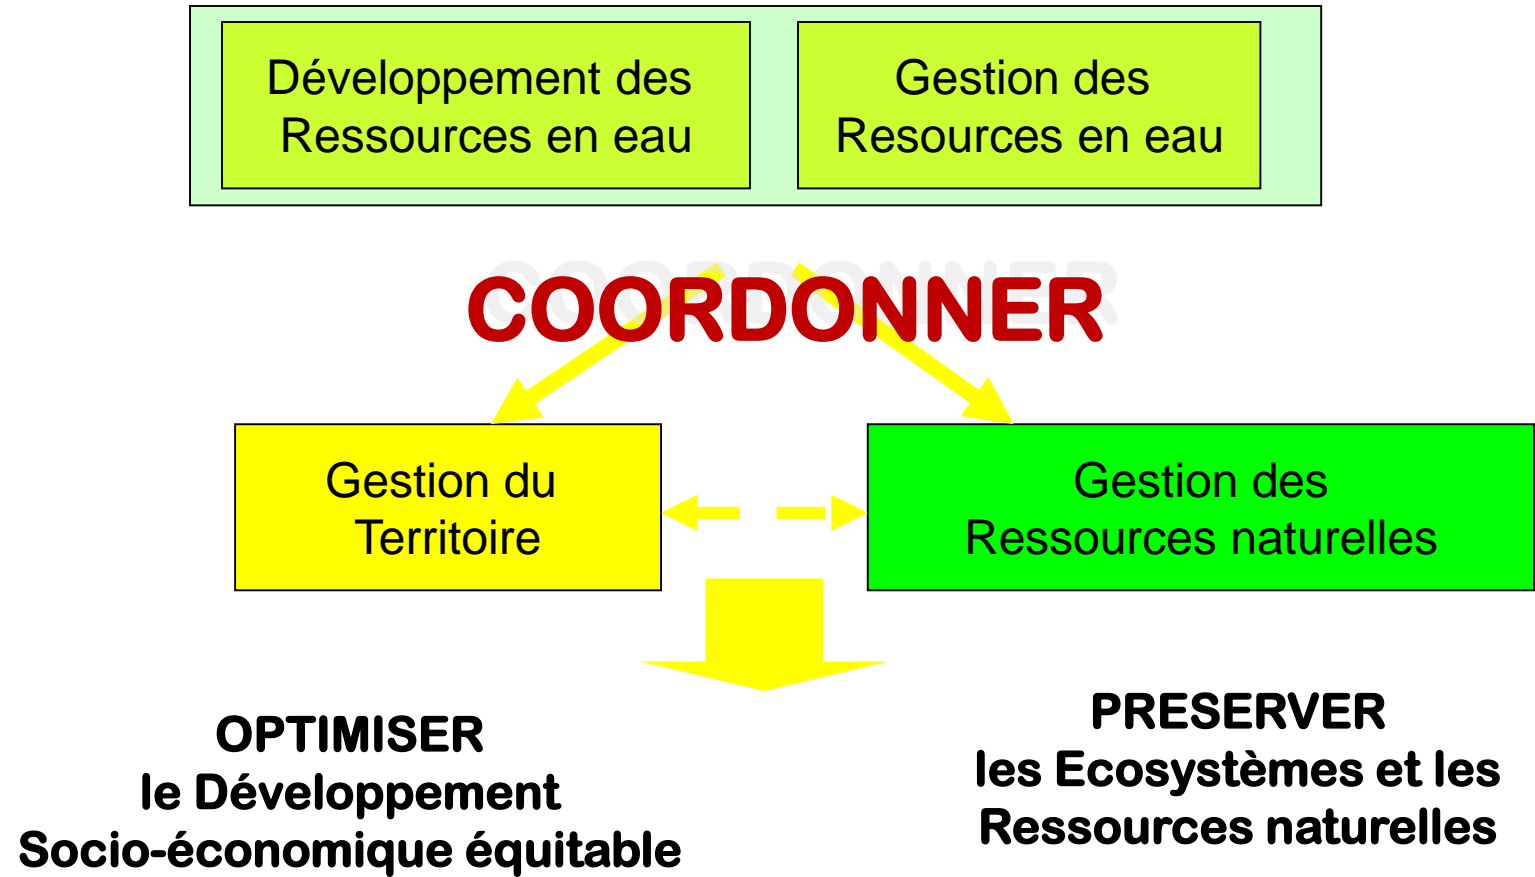 Développement des
Ressources en eau
Gestion des
Resources en eau
COORDONNER
Gestion du
Territoire
Gestion des
Ressources naturelles
OPTIMISER
le Développement
Socio-économique équitable
PRESERVER
les Ecosystèmes et les
Ressources naturelles